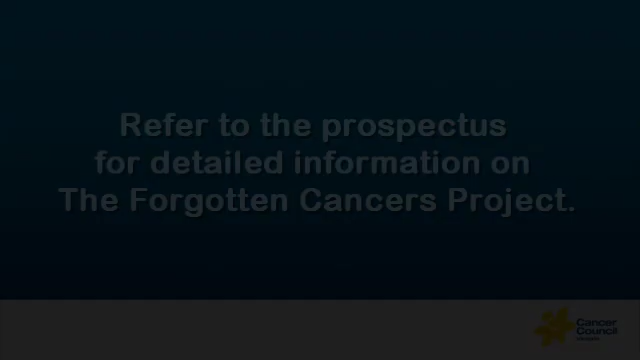 Refer to the prospectus
for detailed information on
The Forgotten Cancers Project.
Cancer
Council